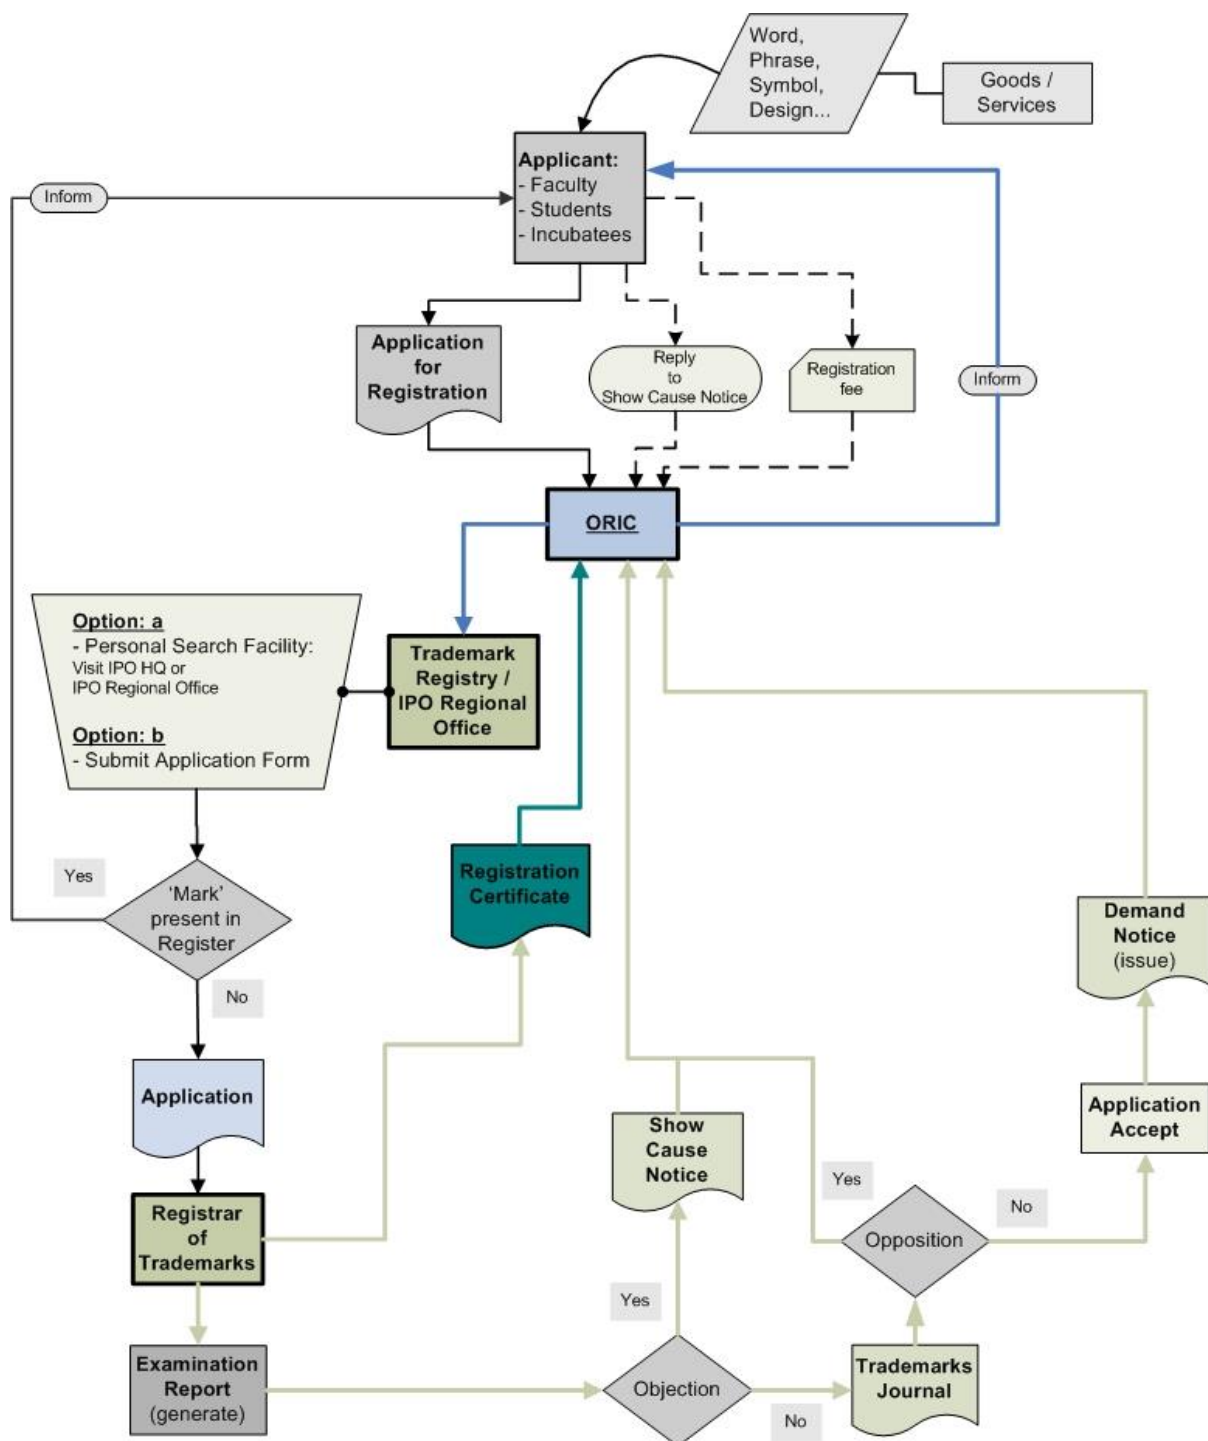 Word,
Phrase,
Symbol,
Design...
Goods /
Services
Applicant:
- Faculty
- Students
- Incubatees
Inform
Application
for
Registration
Reply
to
Show Cause Notice
Registration
fee
Inform
ORIC
Option: a
- Personal Search Facility:
Visit IPO HQ or
IPO Regional Office
Option: b
- Submit Application Form
Trademark
Registry /
IPO Regional
Office
Yes
'Mark'
present in
Register
No
Registration
Certificate
Demand
Notice
(issue)
Application
Application
Accept
Show
Cause
Notice
Yes
Opposition
No
Registrar
of
Trademarks
Yes
Examination
Report
(generate)
Objection
No
Trademarks
Journal